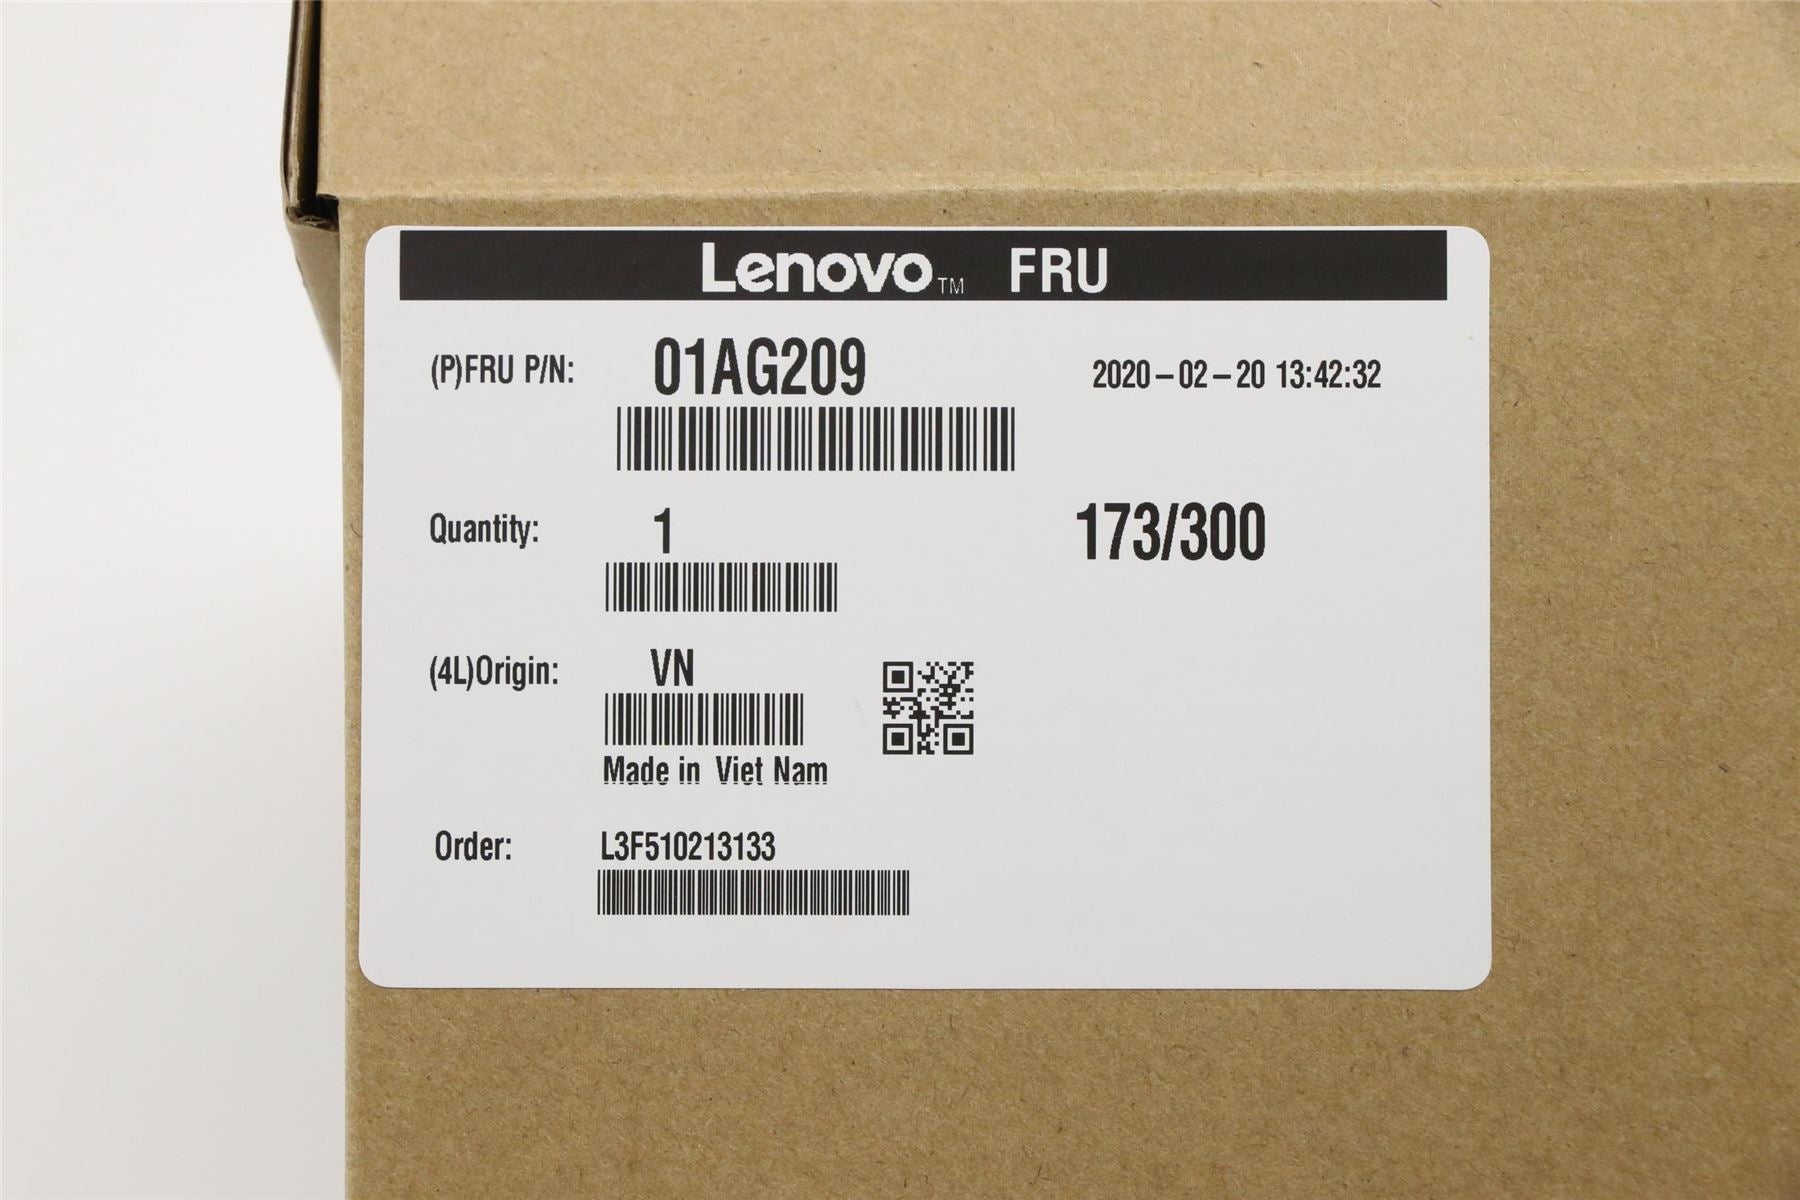 Lenovo™ FRU
(P)FRU P/N: 01AG209 2020-02-20 13:42:32
Quantity: 1 173/300
(4L)Origin: VN
Made in Viet Nam
Order: L3F510213133